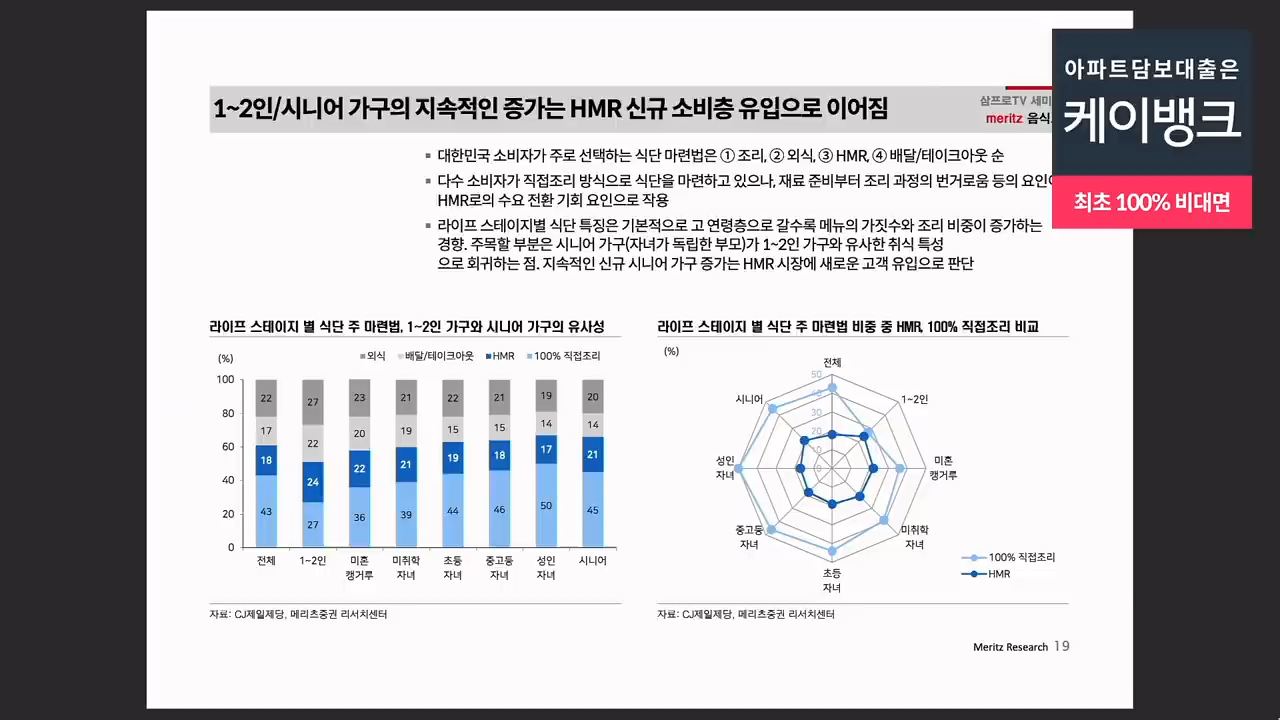 1~2인/시니어 가구의 지속적인 증가는 HMR 신규 소비층 유입으로 이어짐
삼프로TV
meritz
아파트담보대출은
케이뱅크
최초 100% 비대면
▪ 대한민국 소비자가 주로 선택하는 식단 마련법은 ① 조리, ② 외식, ③ HMR, ④ 배달/테이크아웃 순
▪ 다수 소비자가 직접조리 방식으로 식단을 마련하고 있으나, 재료 준비부터 조리 과정의 번거로움 등의
HMR로의 수요 전환 기회 요인으로 작용
▪ 라이프 스테이지별 식단 특징은 기본적으로 고 연령층으로 갈수록 메뉴의 가짓수와 조리 비중이 증가하는
경향. 주목할 부분은 시니어 가구(자녀가 독립한 부모)가 1~2인 가구와 유사한 취식 특성
으로 회귀하는 점. 지속적인 신규 시니어 가구 증가는 HMR 시장에 새로운 고객 유입으로 판단
라이프 스테이지 별 식단 주 마련법, 1~2인 가구와 시니어 가구의 유사성
(%)
외식 배달/테이크아웃 HMR 100% 직접조리
100
80
60
40
20
0
22 27 23 21 22 21 19 20
17 22 20 19 15 15 14 14
18 24 22 21 19 18 17 21
43 27 36 39 44 46 50 45
전체 1~2인 미혼 미취학 초등 중고등 성인 시니어
캥거루 자녀 자녀 자녀 자녀
자료: CJ제일제당, 메리츠증권 리서치센터
라이프 스테이지 별 식단 주 마련법 비중 중 HMR, 100% 직접조리 비교
(%)
전체
50
40
30
20
10
0
1~2인
미혼
캥거루
미취학
자녀
초등
자녀
중고등
자녀
성인
자녀
시니어
100% 직접조리
HMR
자료: CJ제일제당, 메리츠증권 리서치센터
Meritz Research 19